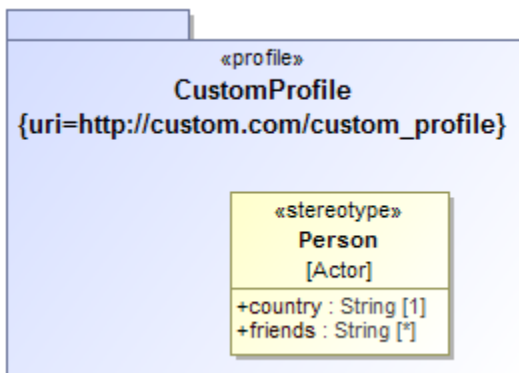 «profile»
CustomProfile
{uri=http://custom.com/custom_profile}
«stereotype»
Person
[Actor]
+country : String [1]
+friends : String [*]